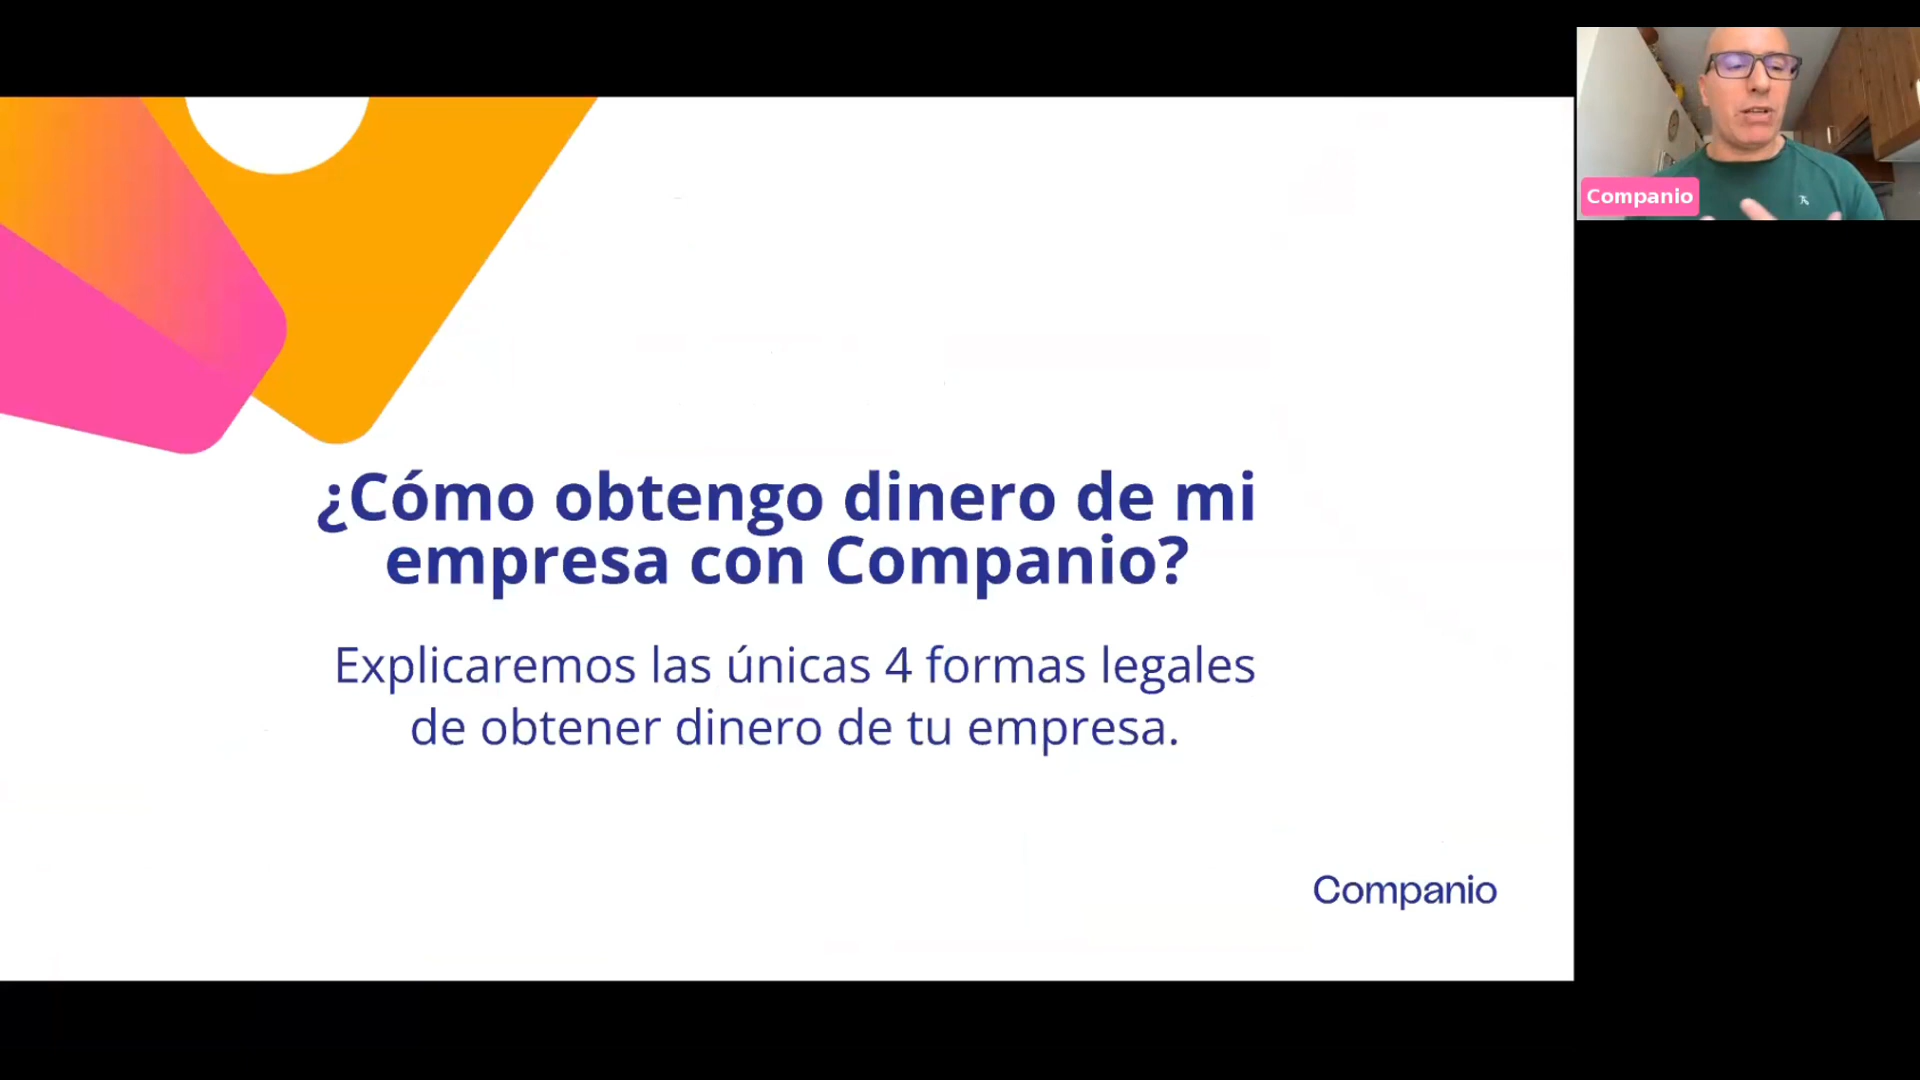 ¿Cómo obtengo dinero de mi
empresa con Companio?
Explicaremos las únicas 4 formas legales
de obtener dinero de tu empresa.
Companio
Companio